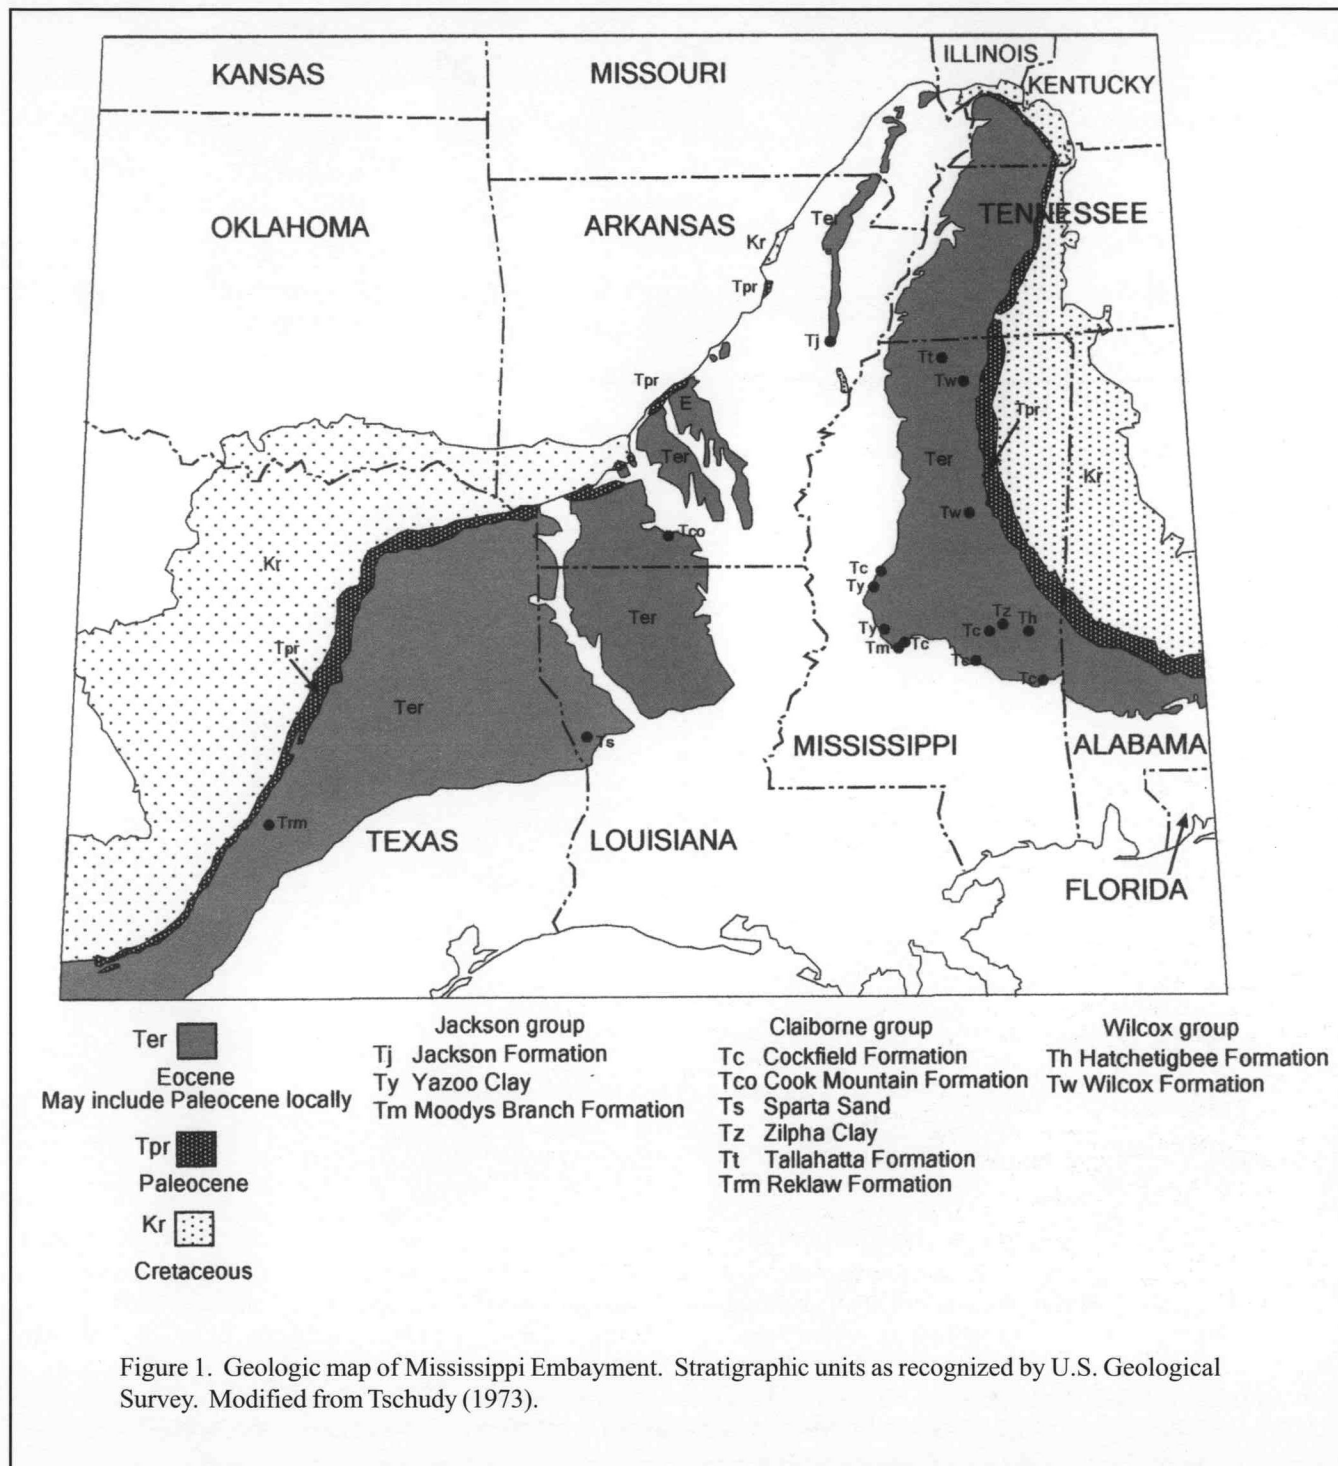 ILLINOIS
KANSAS
MISSOURI
KENTUCKY
OKLAHOMA
ARKANSAS
Ter
TENNESSEE
Kr
Tpr
Tj
Tt
Tw
Tpr
E
Tpr
Ter
Ter
Kr
Tw
Tco
Kr
Tc
Ty
Ter
Tz
Th
Ty
Tc
Tm
Tc
Tpr
Ts
Tc
Ter
Ts
MISSISSIPPI
ALABAMA
Trm
TEXAS
LOUISIANA
FLORIDA
Ter
Eocene
May include Paleocene locally
Tpr
Paleocene
Kr
Cretaceous
Jackson group
Tj Jackson Formation
Ty Yazoo Clay
Tm Moodys Branch Formation
Claiborne group
Tc Cockfield Formation
Tco Cook Mountain Formation
Ts Sparta Sand
Tz Zilpha Clay
Tt Tallahatta Formation
Trm Reklaw Formation
Wilcox group
Th Hatchetigbee Formation
Tw Wilcox Formation
Figure 1. Geologic map of Mississippi Embayment. Stratigraphic units as recognized by U.S. Geological
Survey. Modified from Tschudy (1973).